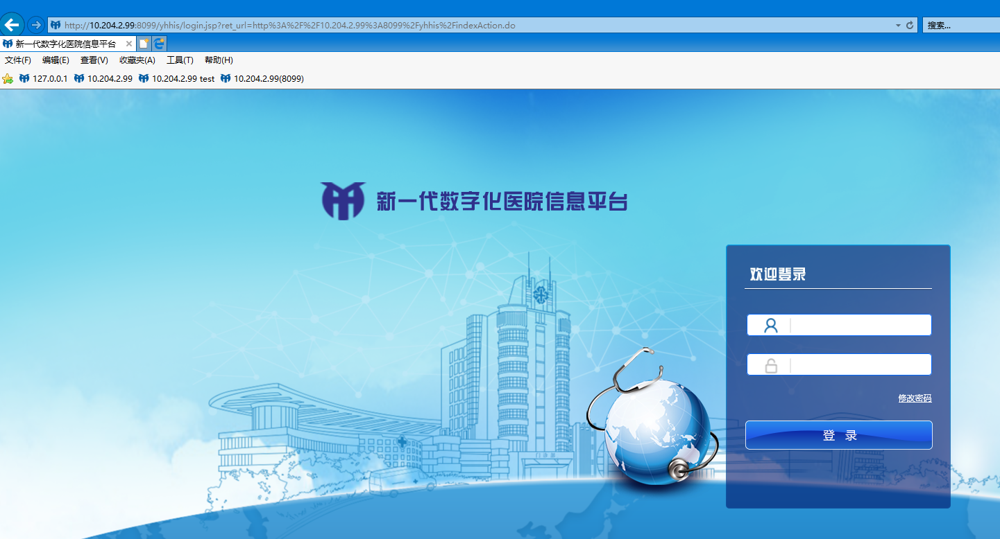 http://10.204.2.99:8099/yhhis/login.jsp?ret_url=http%3A%2F%2F10.204.2.99%3A8099%2Fyhhis%2FindexAction.do
搜索...
新一代数字化医院信息平台
文件(F) 编辑(E) 查看(V) 收藏夹(A) 工具(T) 帮助(H)
127.0.0.1 10.204.2.99 10.204.2.99 test 10.204.2.99(8099)
新一代数字化医院信息平台
欢迎登录
修改密码
登 录
门诊部